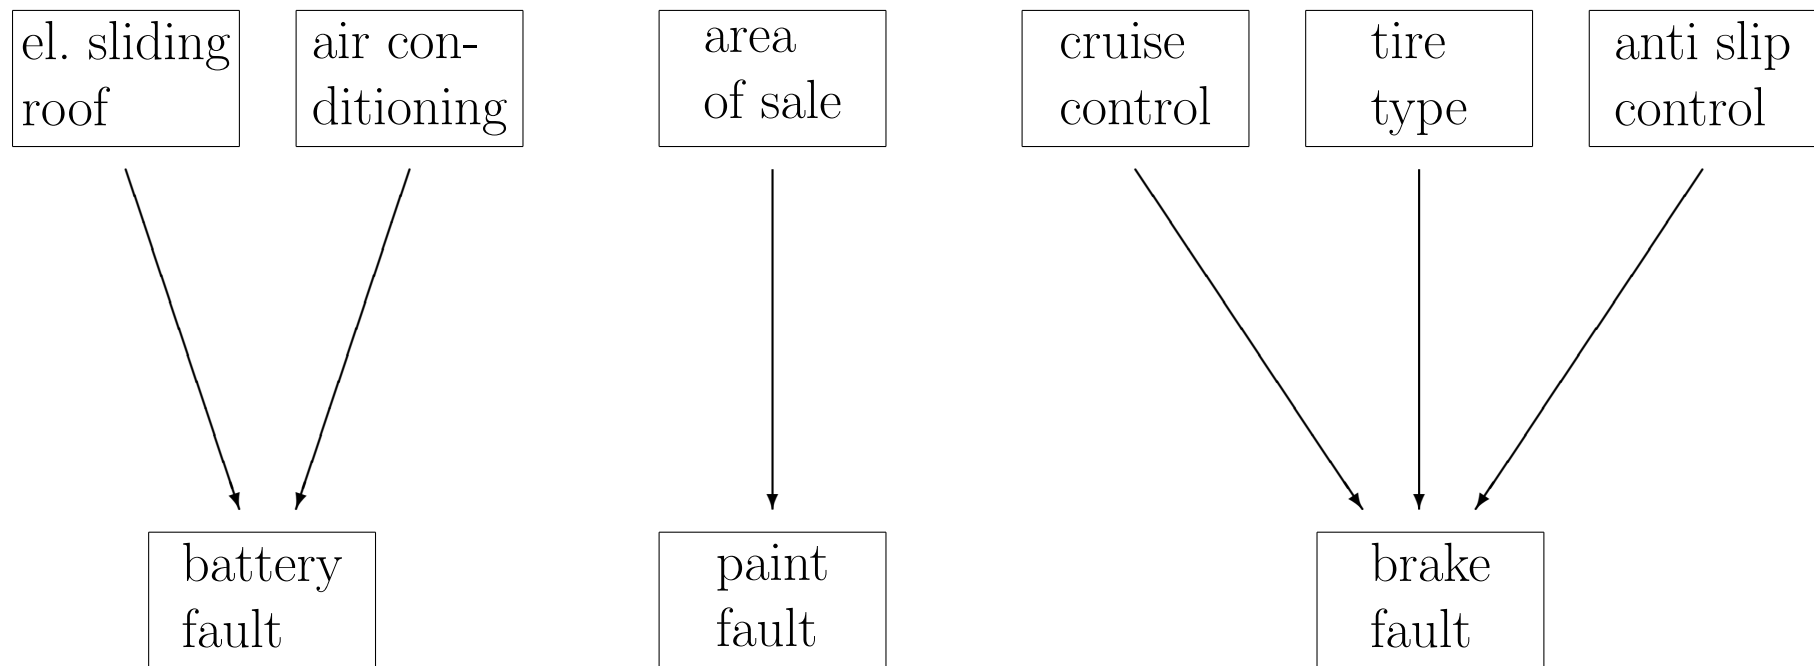 el. sliding
roof
air con-
ditioning
area
of sale
cruise
control
tire
type
anti slip
control
battery
fault
paint
fault
brake
fault